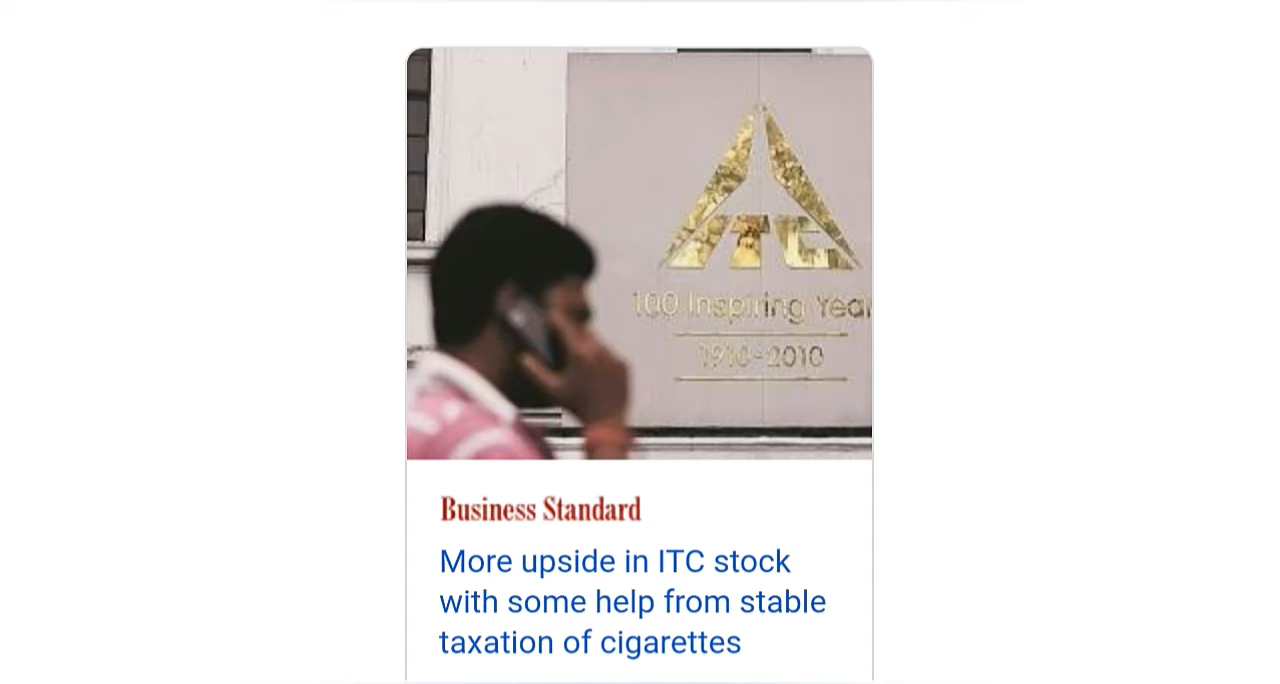 ITC
100 Inspiring Year
1910-2010
Business Standard
More upside in ITC stock
with some help from stable
taxation of cigarettes